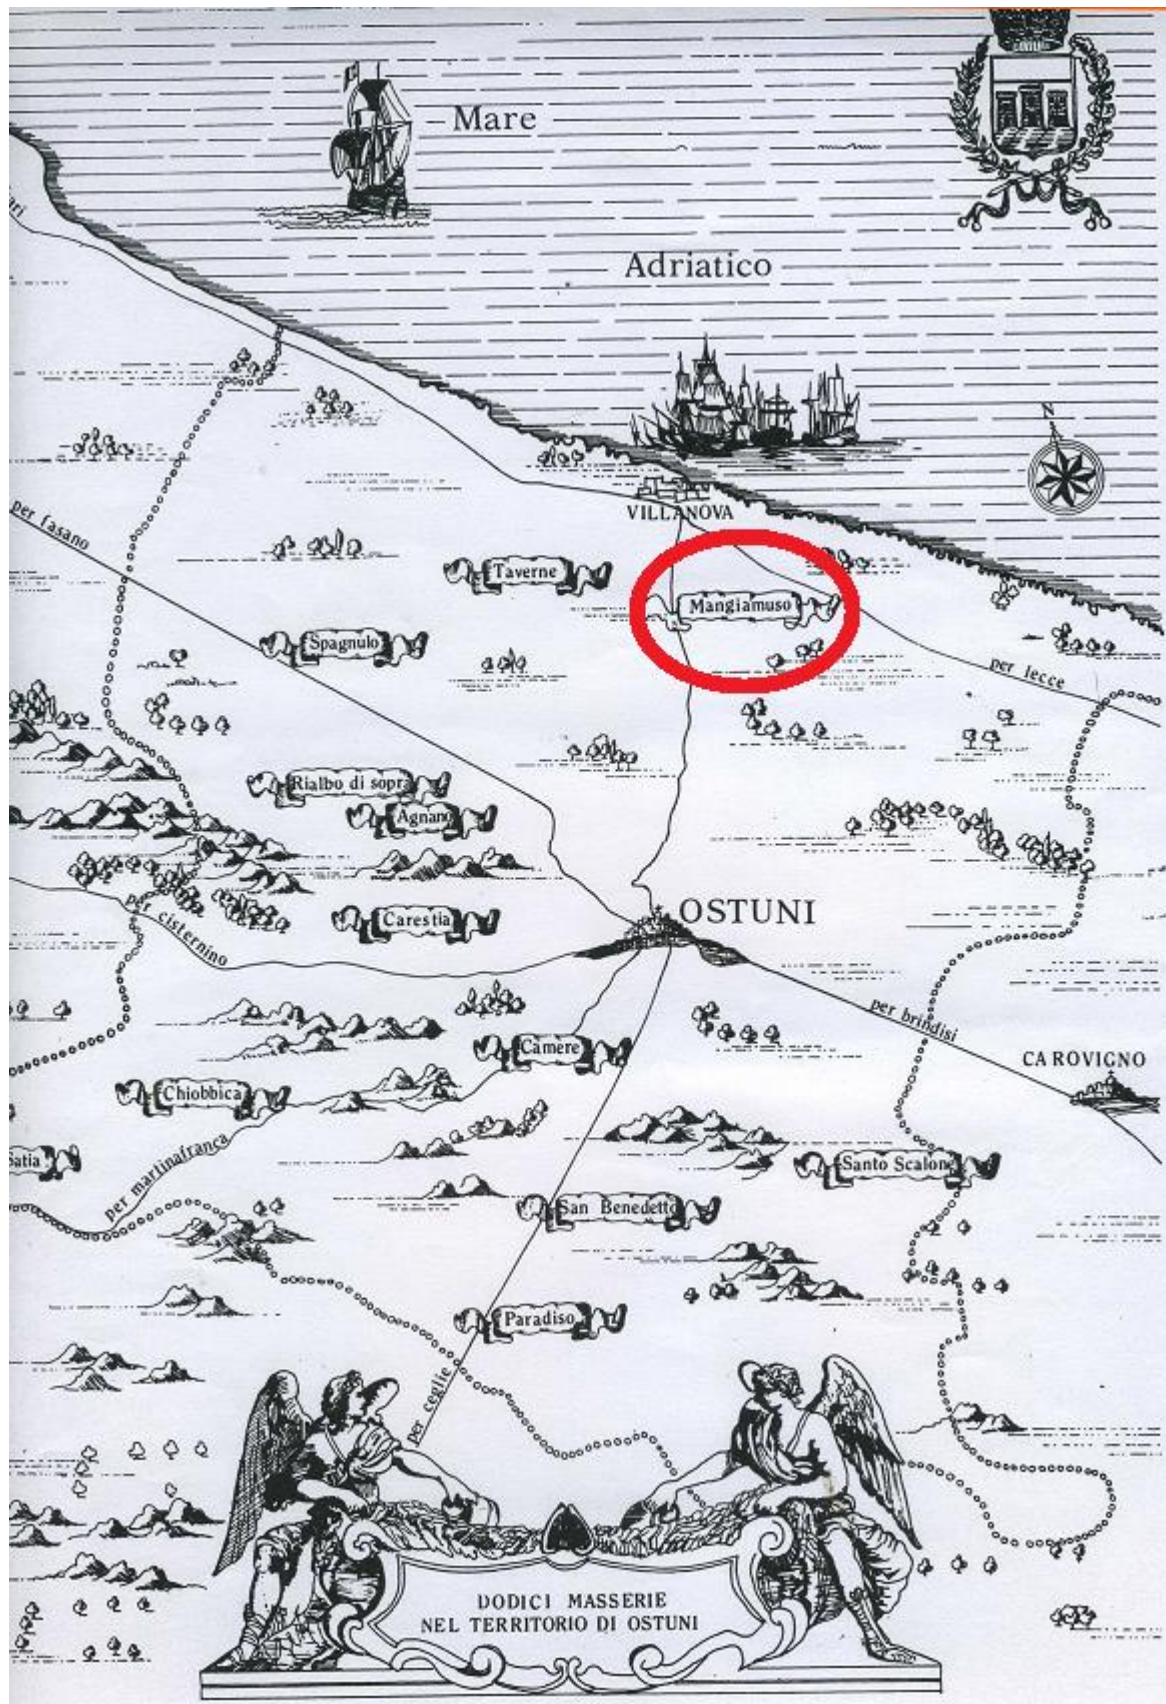 Mare
Adriatico
N
VILLANOVA
per fasano
Taverne
Mangiamuso
Spagnulo
per lecce
Rialbo di sopra
Agnano
Carestia
OSTUNI
per cisternino
per brindisi
Camere
CAROVIGNO
Chiobbica
per martinafranca
Santo Scalone
San Benedetto
Paradiso
per ceglie
DODICI MASSERIE
NEL TERRITORIO DI OSTUNI